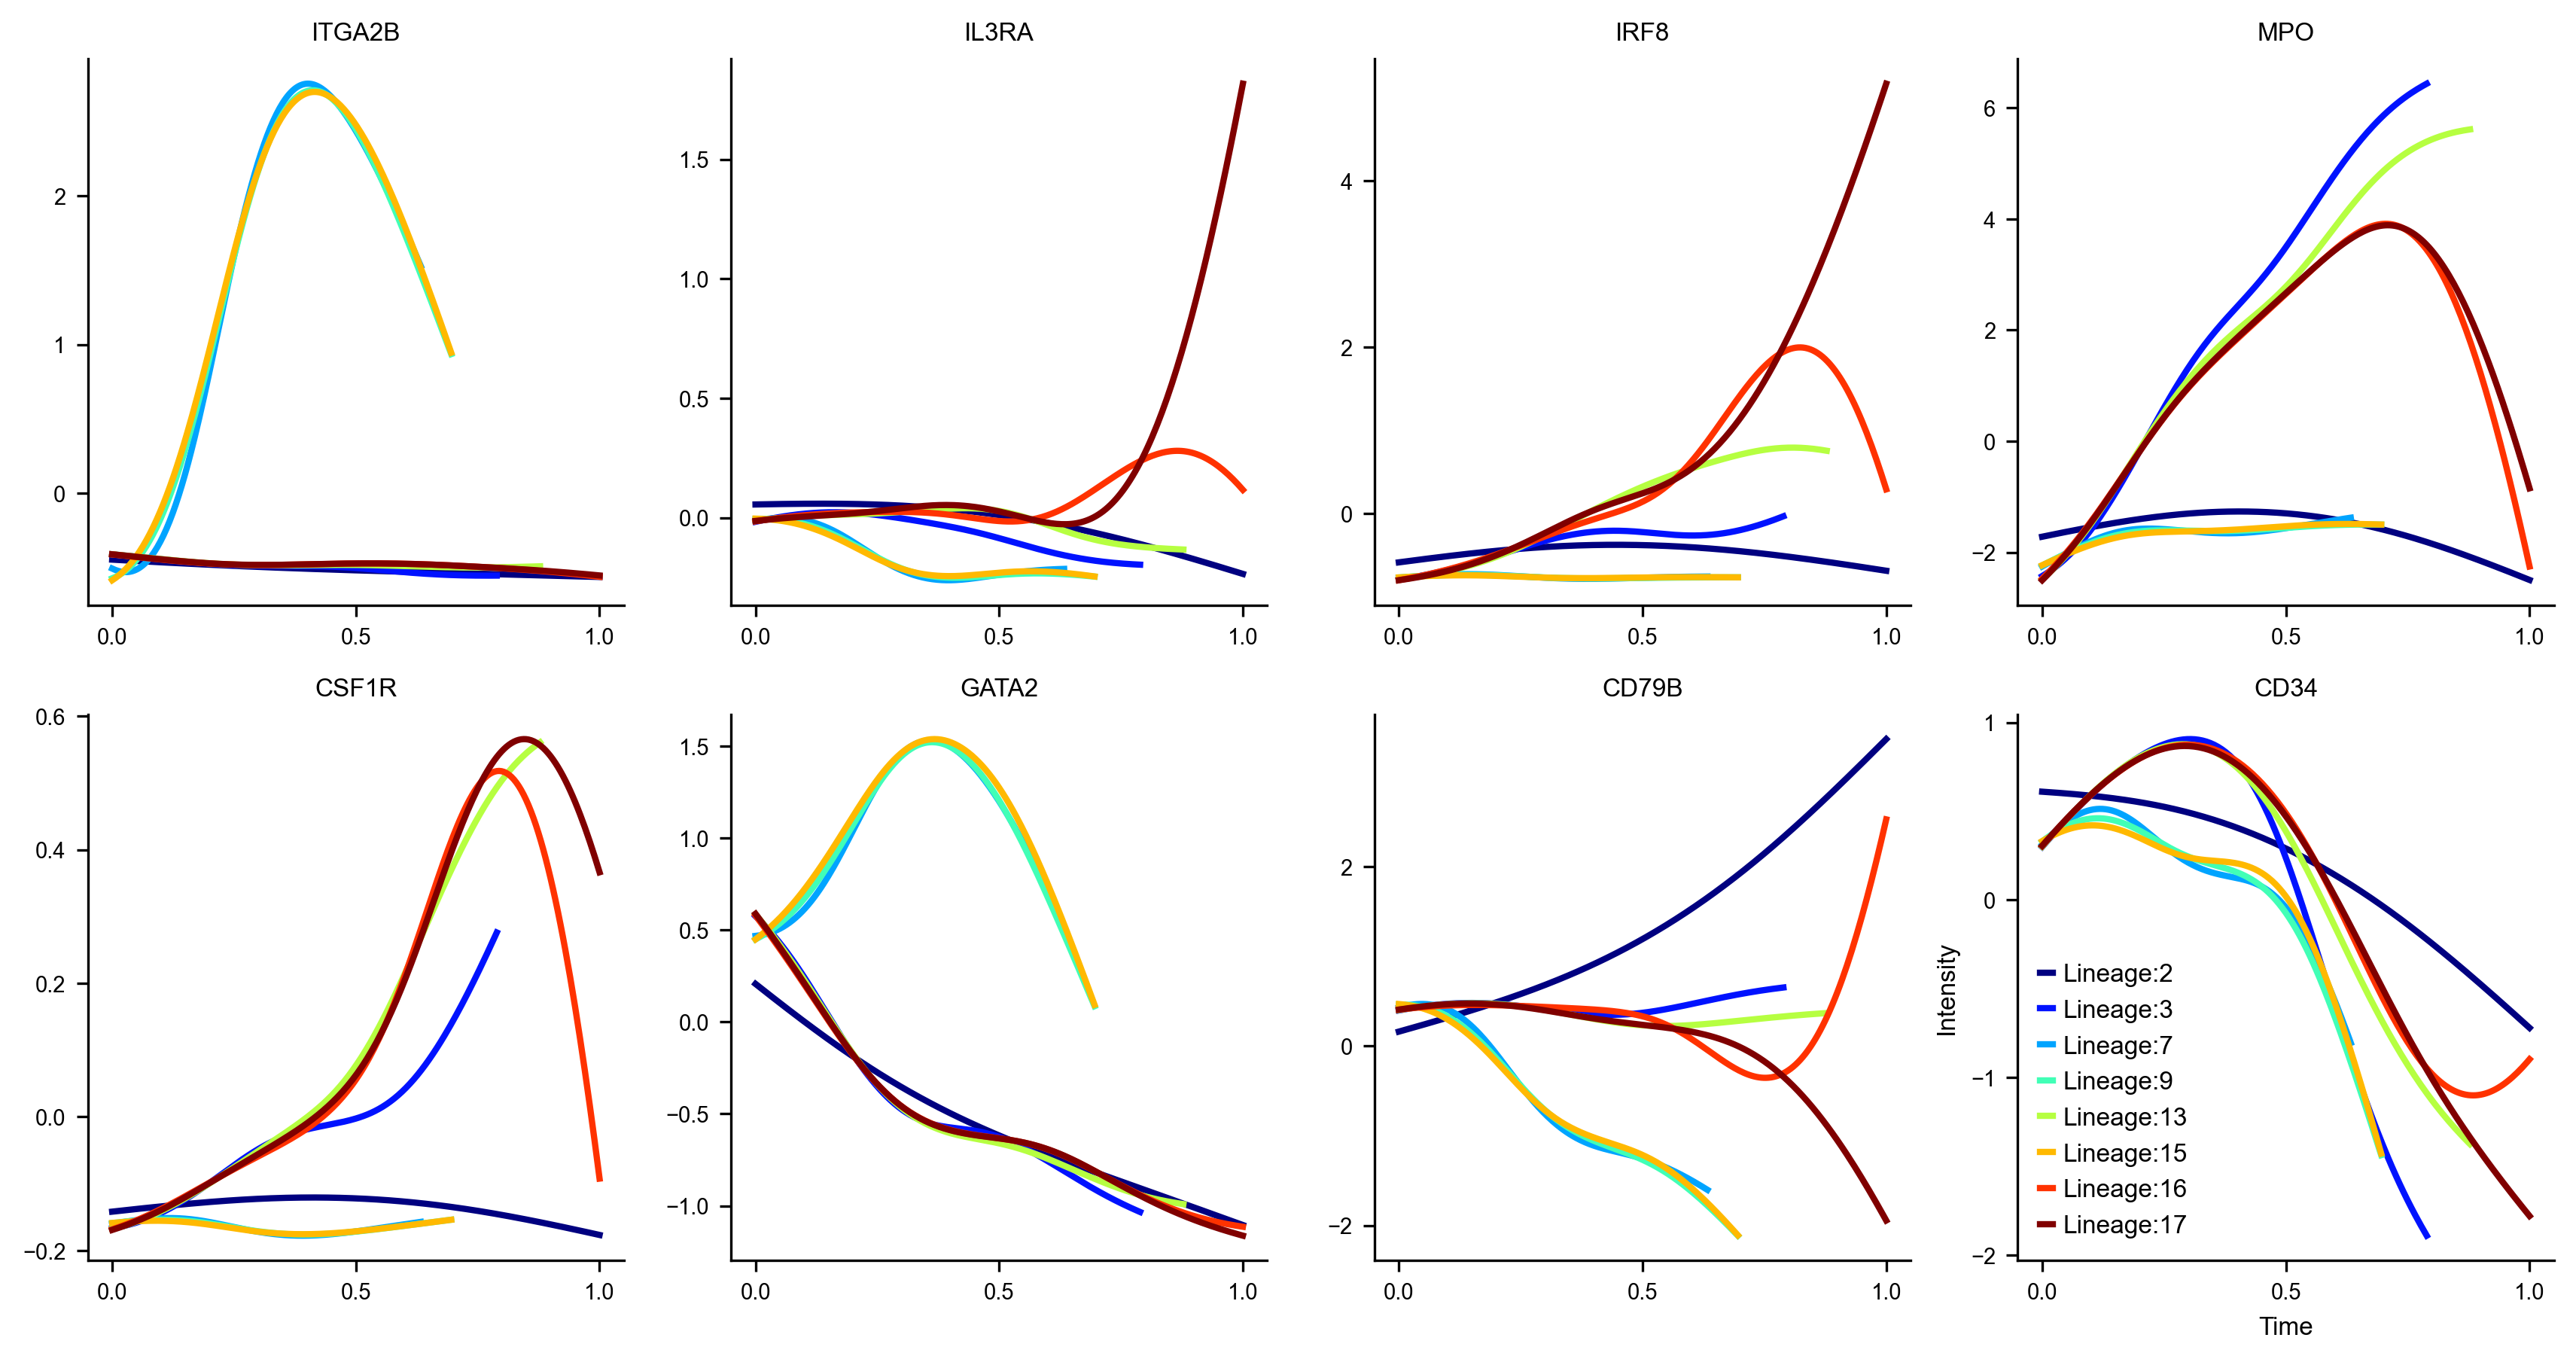 ITGA2B
IL3RA
IRF8
MPO
2
1
0
0.0 0.5 1.0
1.5
1.0
0.5
0.0
0.0 0.5 1.0
4
2
0
0.0 0.5 1.0
6
4
2
0
−2
0.0 0.5 1.0
CSF1R
GATA2
CD79B
CD34
0.6
0.4
0.2
0.0
−0.2
0.0 0.5 1.0
1.5
1.0
0.5
0.0
−0.5
−1.0
0.0 0.5 1.0
2
0
−2
0.0 0.5 1.0
Intensity
1
0
−1
−2
Lineage:2
Lineage:3
Lineage:7
Lineage:9
Lineage:13
Lineage:15
Lineage:16
Lineage:17
0.0 0.5 1.0
Time